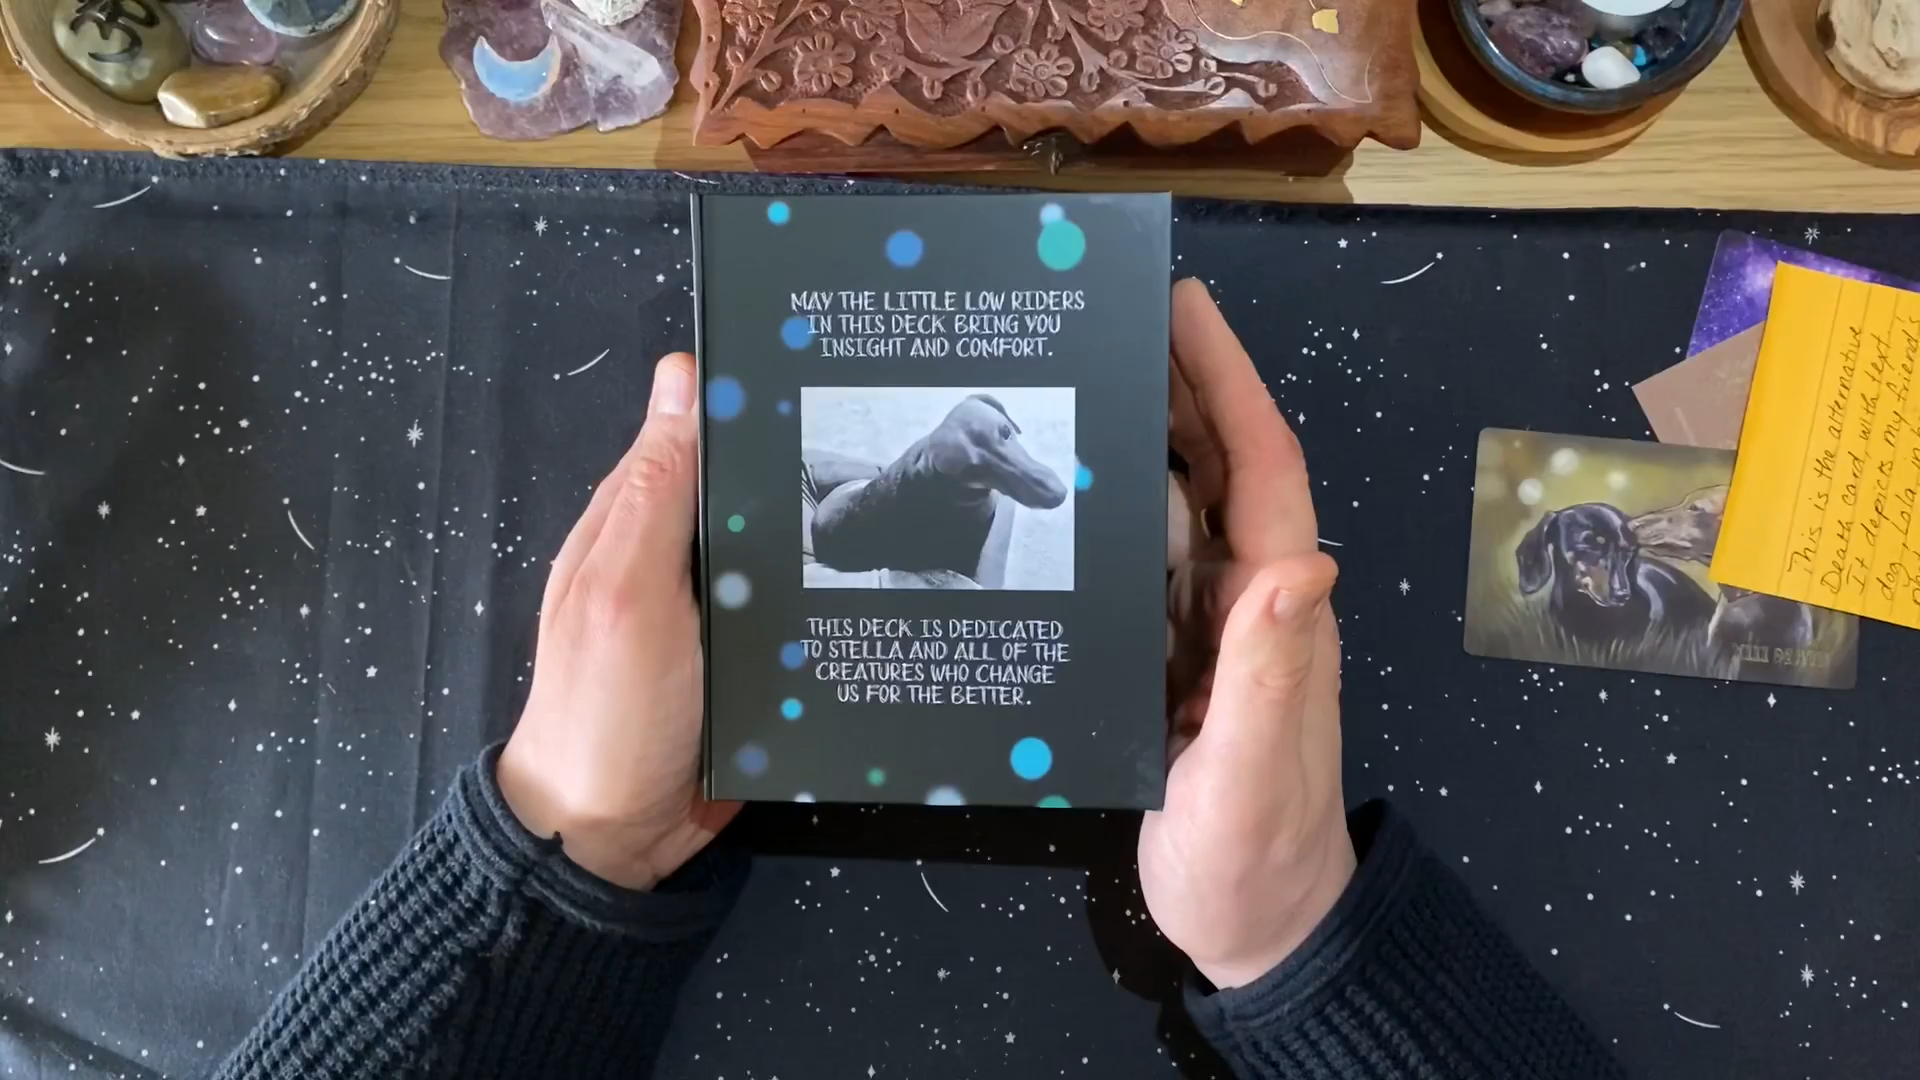 MAY THE LITTLE LOW RIDERS
IN THIS DECK BRING YOU
INSIGHT AND COMFORT.
THIS DECK IS DEDICATED
TO STELLA AND ALL OF THE
CREATURES WHO CHANGE
US FOR THE BETTER.
This is the alternative
Death card, with text.
It depicts my friend's
dog Lola
XIII DEATH